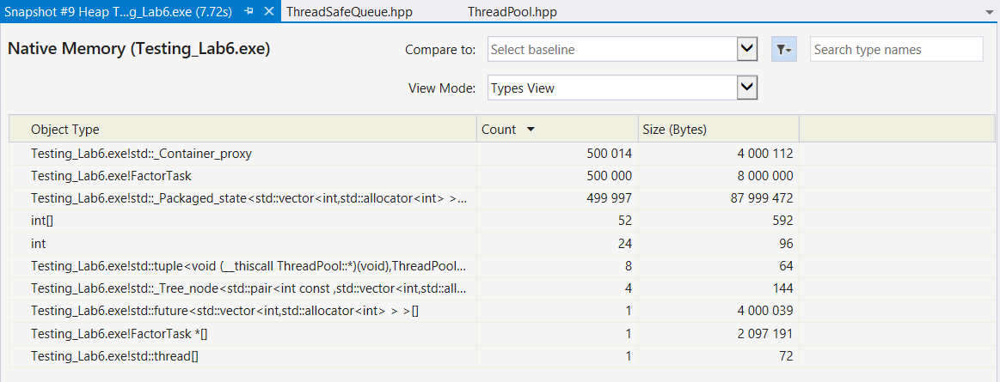 Snapshot #9 Heap T...g_Lab6.exe (7.72s) ThreadSafeQueue.hpp ThreadPool.hpp
Native Memory (Testing_Lab6.exe) Compare to: Select baseline Search type names
View Mode: Types View
Object Type Count Size (Bytes)
Testing_Lab6.exe!std::_Container_proxy 500 014 4 000 112
Testing_Lab6.exe!FactorTask 500 000 8 000 000
Testing_Lab6.exe!std::_Packaged_state<std::vector<int,std::allocator<int> >... 499 997 87 999 472
int[] 52 592
int 24 96
Testing_Lab6.exe!std::tuple<void (__thiscall ThreadPool::*)(void),ThreadPool... 8 64
Testing_Lab6.exe!std::_Tree_node<std::pair<int const ,std::vector<int,std::all... 4 144
Testing_Lab6.exe!std::future<std::vector<int,std::allocator<int> > >[] 1 4 000 039
Testing_Lab6.exe!FactorTask *[] 1 2 097 191
Testing_Lab6.exe!std::thread[] 1 72